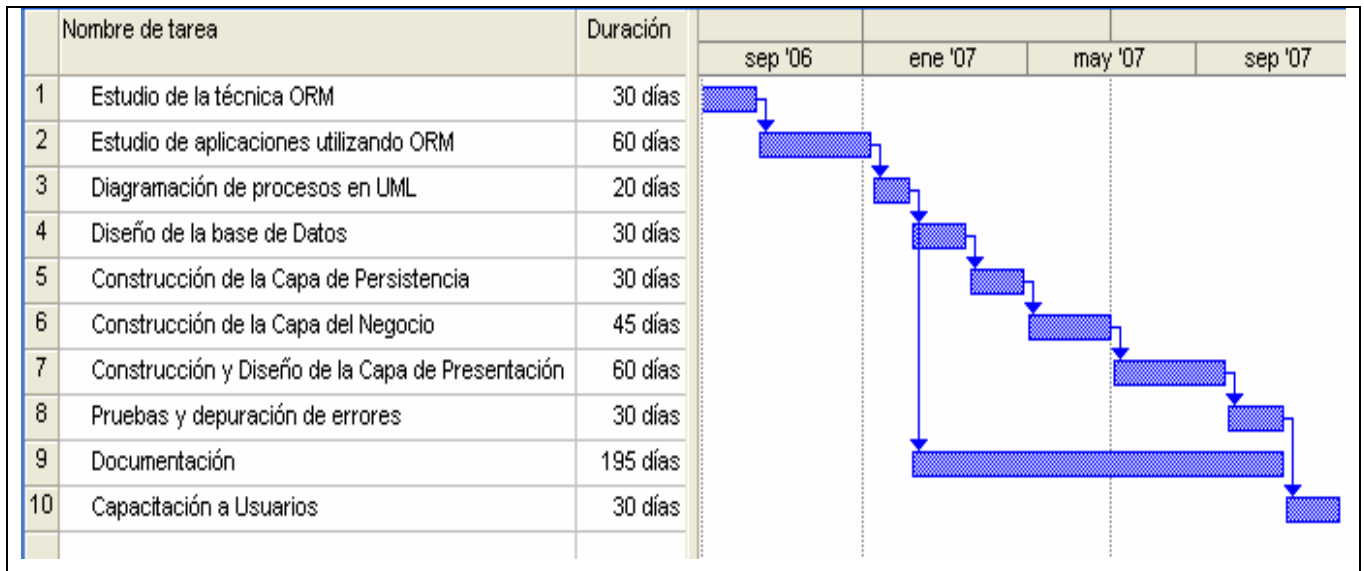 Nombre de tarea Duración
sep '06 ene '07 may '07 sep '07
1 Estudio de la técnica ORM 30 días
2 Estudio de aplicaciones utilizando ORM 60 días
3 Diagramación de procesos en UML 20 días
4 Diseño de la base de Datos 30 días
5 Construcción de la Capa de Persistencia 30 días
6 Construcción de la Capa del Negocio 45 días
7 Construcción y Diseño de la Capa de Presentación 60 días
8 Pruebas y depuración de errores 30 días
9 Documentación 195 días
10 Capacitación a Usuarios 30 días